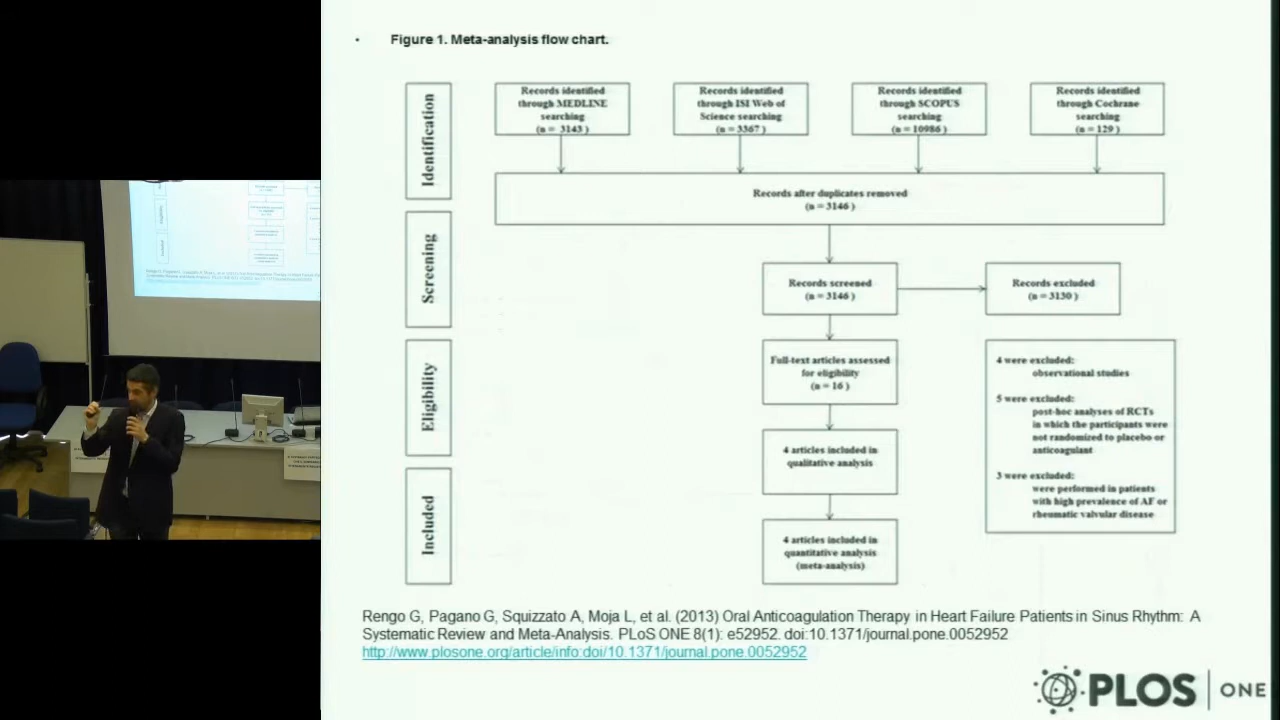 • Figure 1. Meta-analysis flow chart.
Identification
Records identified
through MEDLINE
searching
(n = 3143 )
Records identified
through ISI Web of
Science searching
(n = 3367 )
Records identified
through SCOPUS
searching
(n = 10986 )
Records identified
through Cochrane
searching
(n = 129 )
Records after duplicates removed
(n = 3146 )
Screening
Records screened
(n = 3146 )
Records excluded
(n = 3130 )
Eligibility
Full-text articles assessed
for eligibility
(n = 16 )
4 were excluded:
observational studies
5 were excluded:
post-hoc analyses of RCTs
in which the participants were
not randomized to placebo or
anticoagulant
3 were excluded:
were performed in patients
with high prevalence of AF or
rheumatic valvular disease
4 articles included in
qualitative analysis
Included
4 articles included in
quantitative analysis
(meta-analysis)
Rengo G, Pagano G, Squizzato A, Moja L, et al. (2013) Oral Anticoagulation Therapy in Heart Failure Patients in Sinus Rhythm: A
Systematic Review and Meta-Analysis. PLoS ONE 8(1): e52952. doi:10.1371/journal.pone.0052952
http://www.plosone.org/article/info:doi/10.1371/journal.pone.0052952
PLOS | ONE